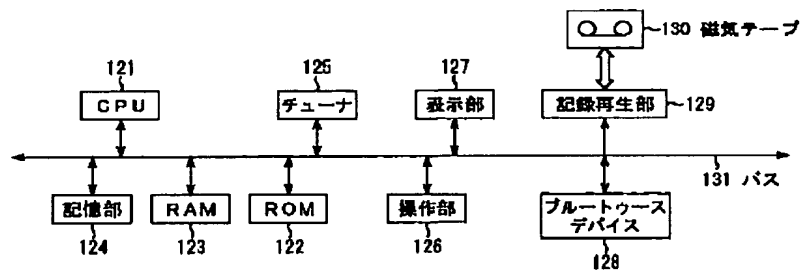 130 磁気テープ
121
125
127
CPU
チューナ
表示部
記録再生部
129
131 バス
記憶部
RAM
ROM
操作部
ブルートゥース
デバイス
124
123
122
126
128